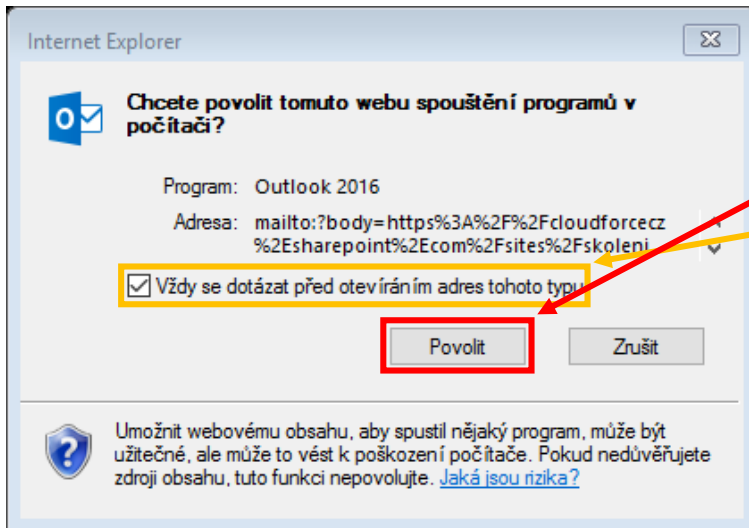 Internet Explorer
Chcete povolit tomuto webu spouštění programů v
počítači?
Program: Outlook 2016
Adresa: mailto:?body=https%3A%2F%2Fcloudforcecz
%2Esharepoint%2Ecom%2Fsites%2Fskoleni
Vždy se dotázat před otevíráním adres tohoto typu
Povolit Zrušit
Umožnit webovému obsahu, aby spustil nějaký program, může být
užitečné, ale může to vést k poškození počítače. Pokud nedůvěřujete
zdroji obsahu, tuto funkci nepovolujte. Jaká jsou rizika?